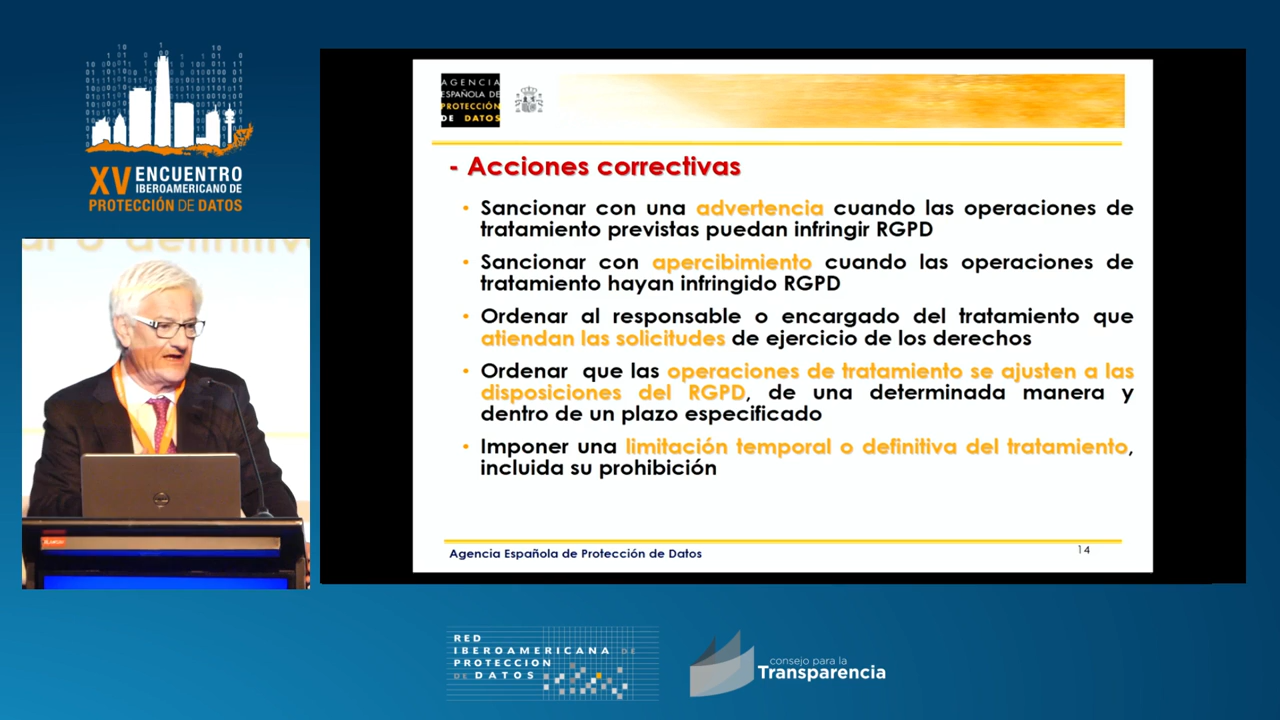 XV ENCUENTRO
IBEROAMERICANO DE
PROTECCIÓN DE DATOS
AGENCIA
ESPAÑOLA DE
PROTECCIÓN
DE DATOS
- Acciones correctivas
• Sancionar con una advertencia cuando las operaciones de
tratamiento previstas puedan infringir RGPD
• Sancionar con apercibimiento cuando las operaciones de
tratamiento hayan infringido RGPD
• Ordenar al responsable o encargado del tratamiento que
atiendan las solicitudes de ejercicio de los derechos
• Ordenar que las operaciones de tratamiento se ajusten a las
disposiciones del RGPD, de una determinada manera y
dentro de un plazo especificado
• Imponer una limitación temporal o definitiva del tratamiento,
incluida su prohibición
Agencia Española de Protección de Datos
14
RED
IBEROAMERICANA DE
PROTECCION
DE DATOS
consejo para la
Transparencia